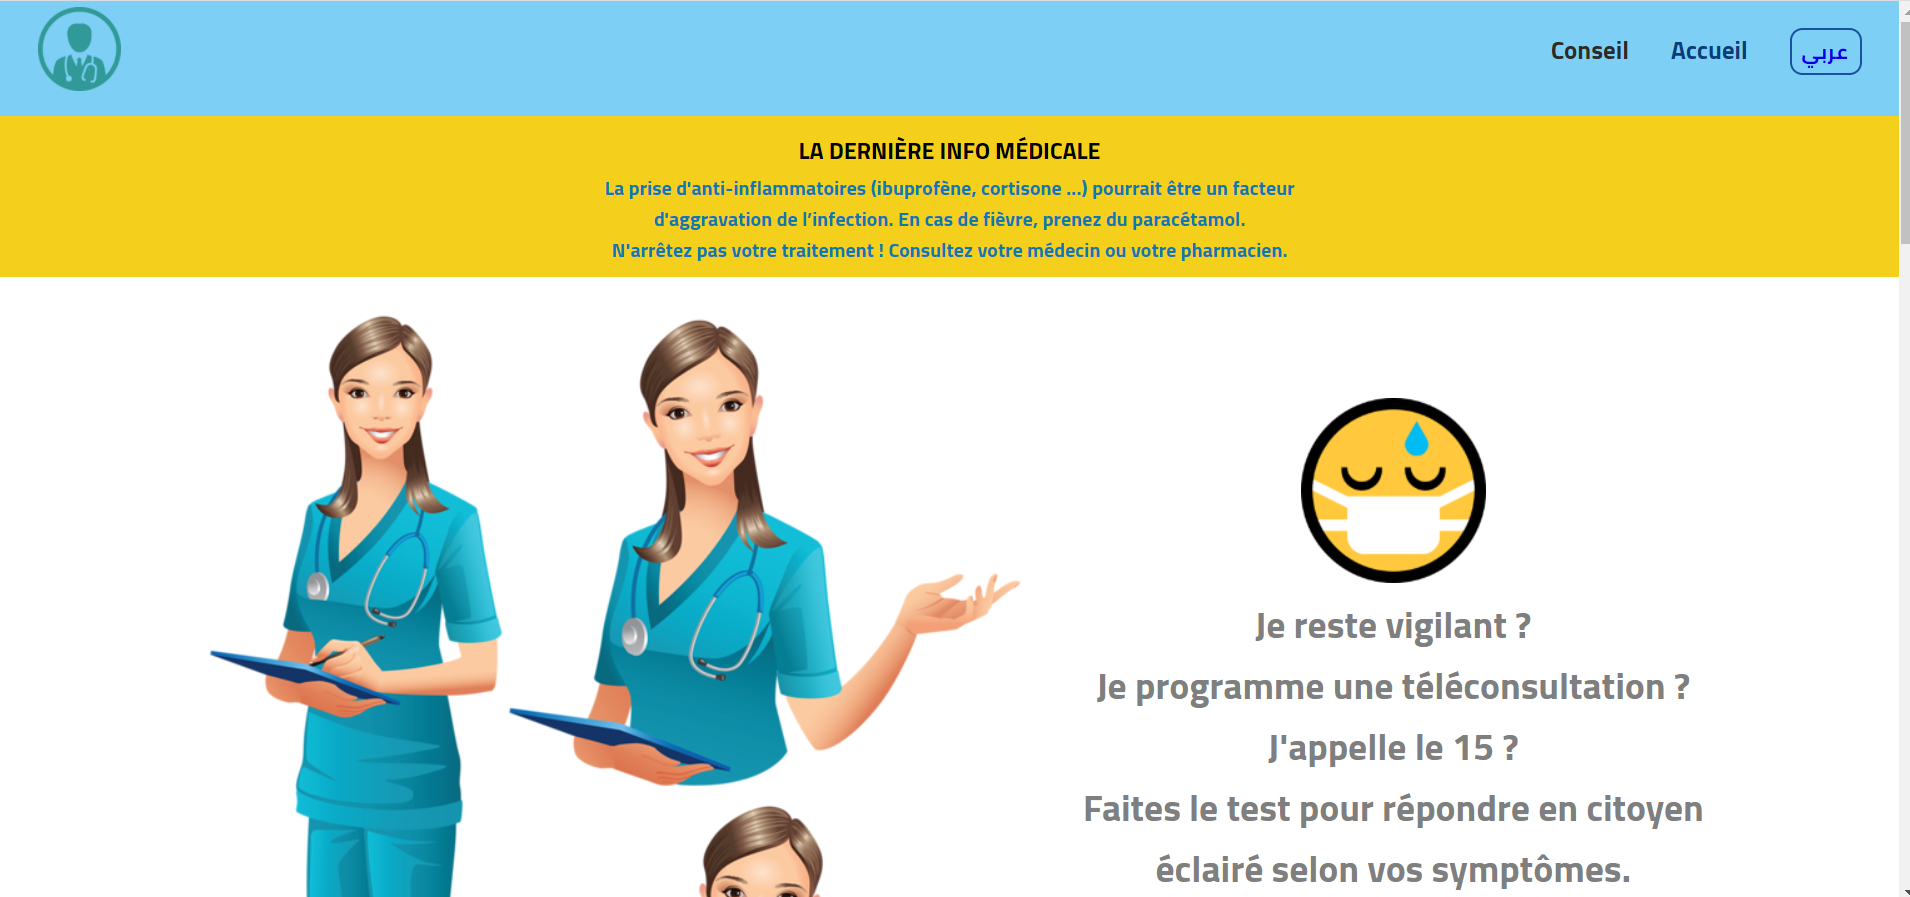 Conseil Accueil عربي
LA DERNIÈRE INFO MÉDICALE
La prise d'anti-inflammatoires (ibuprofène, cortisone ...) pourrait être un facteur
d'aggravation de l’infection. En cas de fièvre, prenez du paracétamol.
N'arrêtez pas votre traitement ! Consultez votre médecin ou votre pharmacien.
Je reste vigilant ?
Je programme une téléconsultation ?
J'appelle le 15 ?
Faites le test pour répondre en citoyen
éclairé selon vos symptômes.